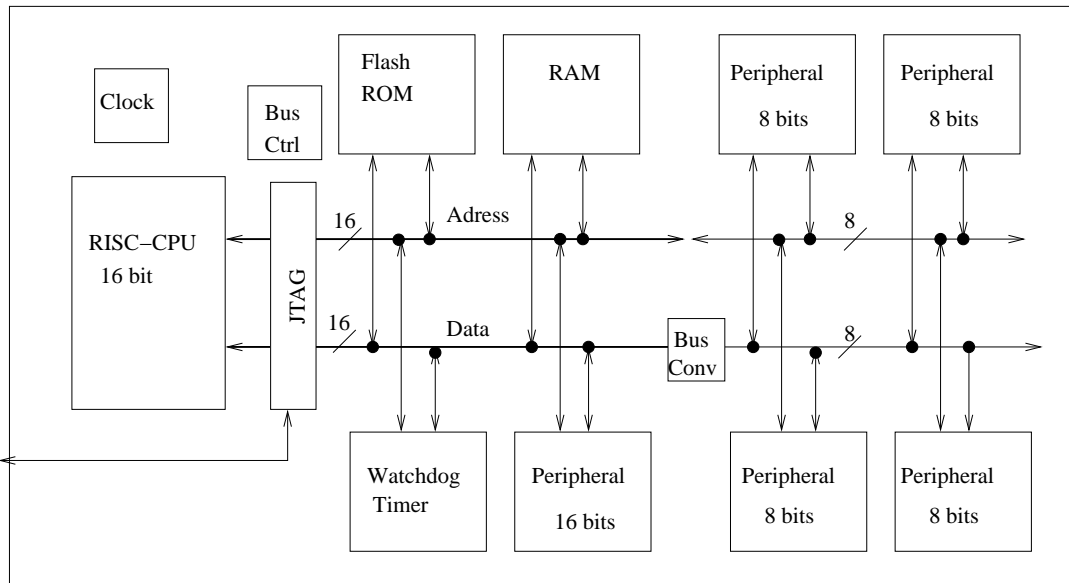 Clock
Bus
Ctrl
Flash
ROM
RAM
Peripheral
8 bits
Peripheral
8 bits
RISC−CPU
16 bit
JTAG
16
Adress
8
16
Data
Bus
Conv
8
Watchdog
Timer
Peripheral
16 bits
Peripheral
8 bits
Peripheral
8 bits